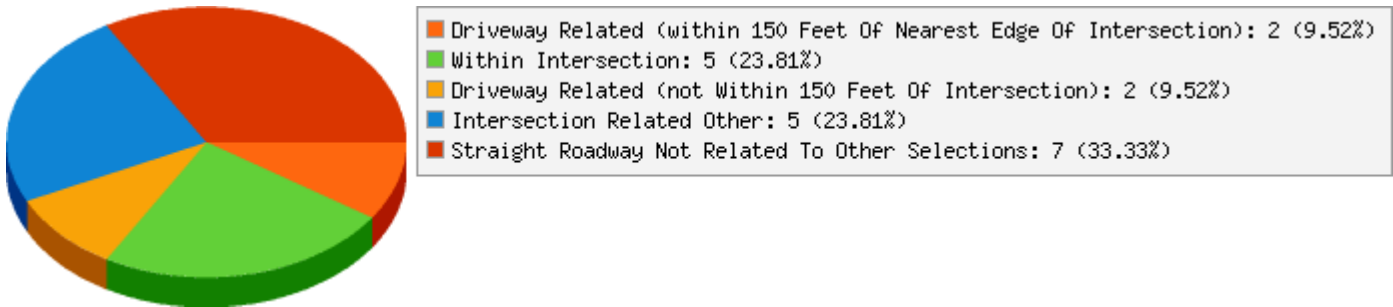 Driveway Related (within 150 Feet Of Nearest Edge Of Intersection): 2 (9.52%)
Within Intersection: 5 (23.81%)
Driveway Related (not Within 150 Feet Of Intersection): 2 (9.52%)
Intersection Related Other: 5 (23.81%)
Straight Roadway Not Related To Other Selections: 7 (33.33%)